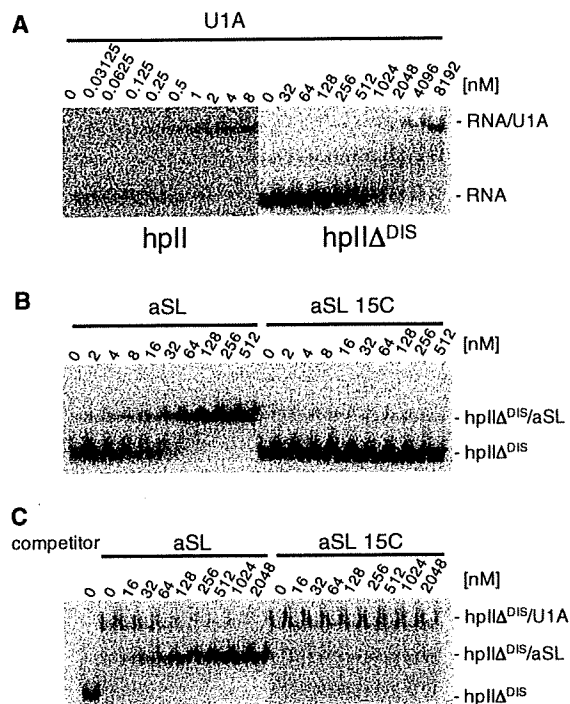 A
U1A
0 0.03125 0.0625 0.125 0.25 0.5 1 2 4 8 0 32 64 128 256 512 1024 2048 4096 8192 [nM]
- RNA/U1A
- RNA
hpII hpIIΔDIS
B
aSL aSL 15C
0 2 4 8 16 32 64 128 256 512 0 2 4 8 16 32 64 128 256 512 [nM]
- hpIIΔDIS/aSL
- hpIIΔDIS
C
competitor aSL aSL 15C
0 0 16 32 64 128 256 512 1024 2048 0 16 32 64 128 256 512 1024 2048 [nM]
- hpIIΔDIS/U1A
- hpIIΔDIS/aSL
- hpIIΔDIS